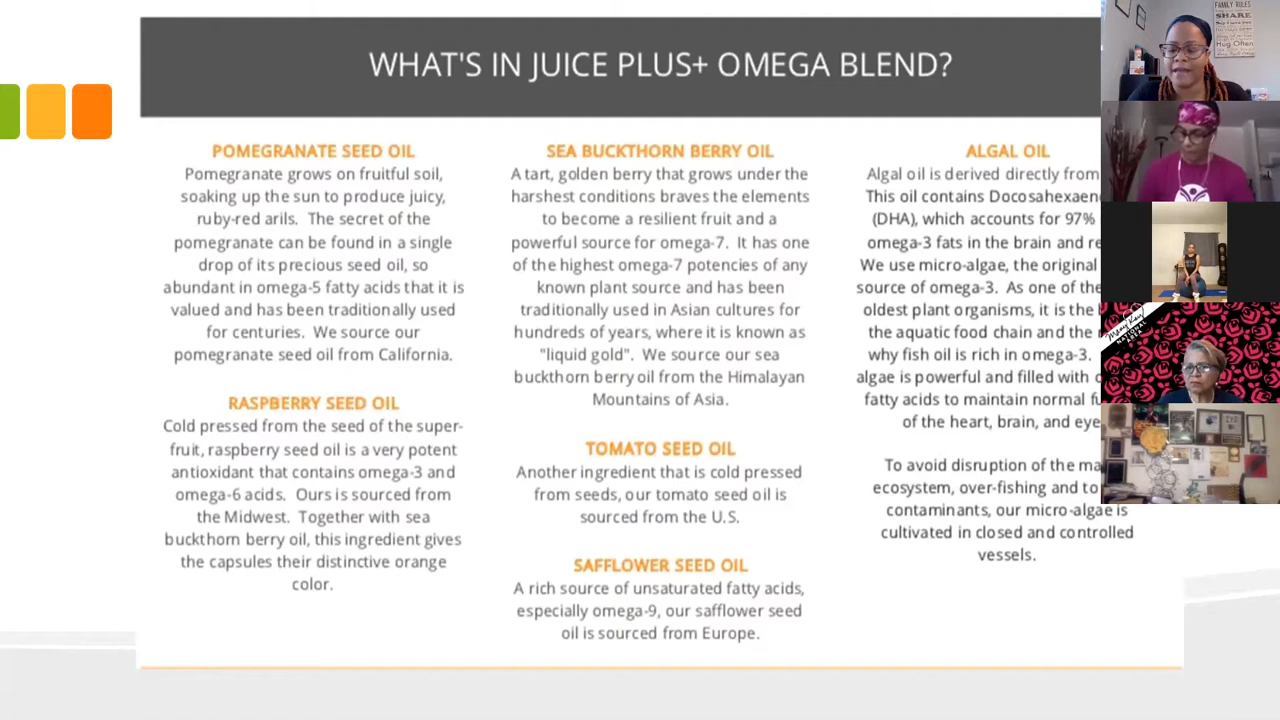 WHAT'S IN JUICE PLUS+ OMEGA BLEND?
POMEGRANATE SEED OIL
Pomegranate grows on fruitful soil,
soaking up the sun to produce juicy,
ruby-red arils. The secret of the
pomegranate can be found in a single
drop of its precious seed oil, so
abundant in omega-5 fatty acids that it is
valued and has been traditionally used
for centuries. We source our
pomegranate seed oil from California.
RASPBERRY SEED OIL
Cold pressed from the seed of the super-
fruit, raspberry seed oil is a very potent
antioxidant that contains omega-3 and
omega-6 acids. Ours is sourced from
the Midwest. Together with sea
buckthorn berry oil, this ingredient gives
the capsules their distinctive orange
color.
SEA BUCKTHORN BERRY OIL
A tart, golden berry that grows under the
harshest conditions braves the elements
to become a resilient fruit and a
powerful source for omega-7. It has one
of the highest omega-7 potencies of any
known plant source and has been
traditionally used in Asian cultures for
hundreds of years, where it is known as
"liquid gold". We source our sea
buckthorn berry oil from the Himalayan
Mountains of Asia.
TOMATO SEED OIL
Another ingredient that is cold pressed
from seeds, our tomato seed oil is
sourced from the U.S.
SAFFLOWER SEED OIL
A rich source of unsaturated fatty acids,
especially omega-9, our safflower seed
oil is sourced from Europe.
ALGAL OIL
Algal oil is derived directly from
This oil contains Docosahexaen
(DHA), which accounts for 97%
omega-3 fats in the brain and re
We use micro-algae, the original
source of omega-3. As one of the
oldest plant organisms, it is the
the aquatic food chain and the
why fish oil is rich in omega-3.
algae is powerful and filled with
fatty acids to maintain normal fu
of the heart, brain, and eye
To avoid disruption of the ma
ecosystem, over-fishing and to
contaminants, our micro-algae is
cultivated in closed and controlled
vessels.
FAMILY RULES
SHARE
Hug Often
Mary Kay
NATIONAL
AREA